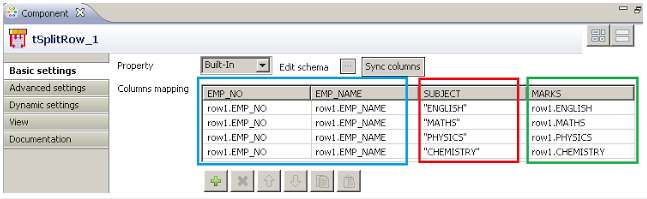 Component
tSplitRow_1
Basic settings
Advanced settings
Dynamic settings
View
Documentation
Property Built-In Edit schema ... Sync columns
Columns mapping
EMP_NO EMP_NAME SUBJECT MARKS
row1.EMP_NO row1.EMP_NAME "ENGLISH" row1.ENGLISH
row1.EMP_NO row1.EMP_NAME "MATHS" row1.MATHS
row1.EMP_NO row1.EMP_NAME "PHYSICS" row1.PHYSICS
row1.EMP_NO row1.EMP_NAME "CHEMISTRY" row1.CHEMISTRY